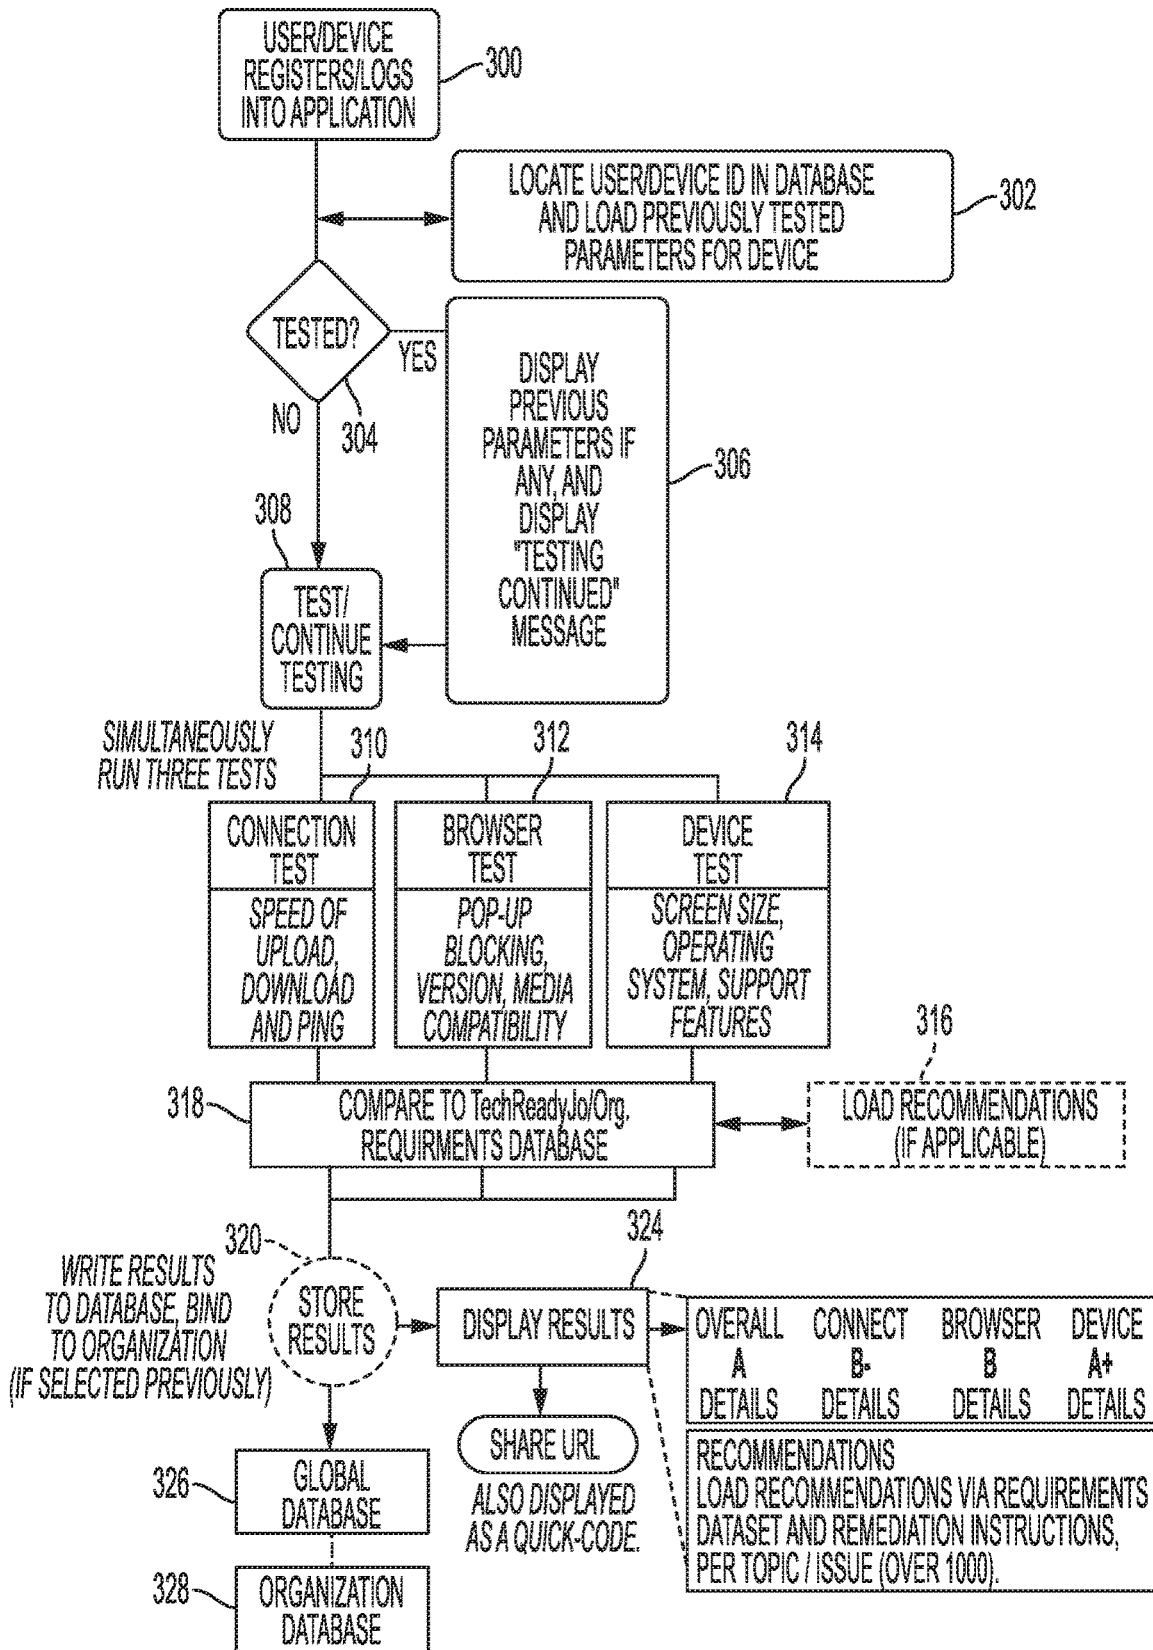 USER/DEVICE
REGISTERS/LOGS
INTO APPLICATION
300
LOCATE USER/DEVICE ID IN DATABASE
AND LOAD PREVIOUSLY TESTED
PARAMETERS FOR DEVICE
302
TESTED?
YES
NO
304
DISPLAY
PREVIOUS
PARAMETERS IF
ANY, AND
DISPLAY
"TESTING
CONTINUED"
MESSAGE
306
308
TEST/
CONTINUE
TESTING
SIMULTANEOUSLY
RUN THREE TESTS
310
312
314
CONNECTION
TEST
SPEED OF
UPLOAD,
DOWNLOAD
AND PING
BROWSER
TEST
POP-UP
BLOCKING,
VERSION, MEDIA
COMPATIBILITY
DEVICE
TEST
SCREEN SIZE,
OPERATING
SYSTEM, SUPPORT
FEATURES
316
318
COMPARE TO TechReadyJo/Org.
REQUIRMENTS DATABASE
LOAD RECOMMENDATIONS
(IF APPLICABLE)
320
WRITE RESULTS
TO DATABASE, BIND
TO ORGANIZATION
(IF SELECTED PREVIOUSLY)
STORE
RESULTS
324
DISPLAY RESULTS
OVERALL CONNECT BROWSER DEVICE
A B- B A+
DETAILS DETAILS DETAILS DETAILS
SHARE URL
ALSO DISPLAYED
AS A QUICK-CODE.
RECOMMENDATIONS
LOAD RECOMMENDATIONS VIA REQUIREMENTS
DATASET AND REMEDIATION INSTRUCTIONS,
PER TOPIC / ISSUE (OVER 1000).
326
GLOBAL
DATABASE
328
ORGANIZATION
DATABASE